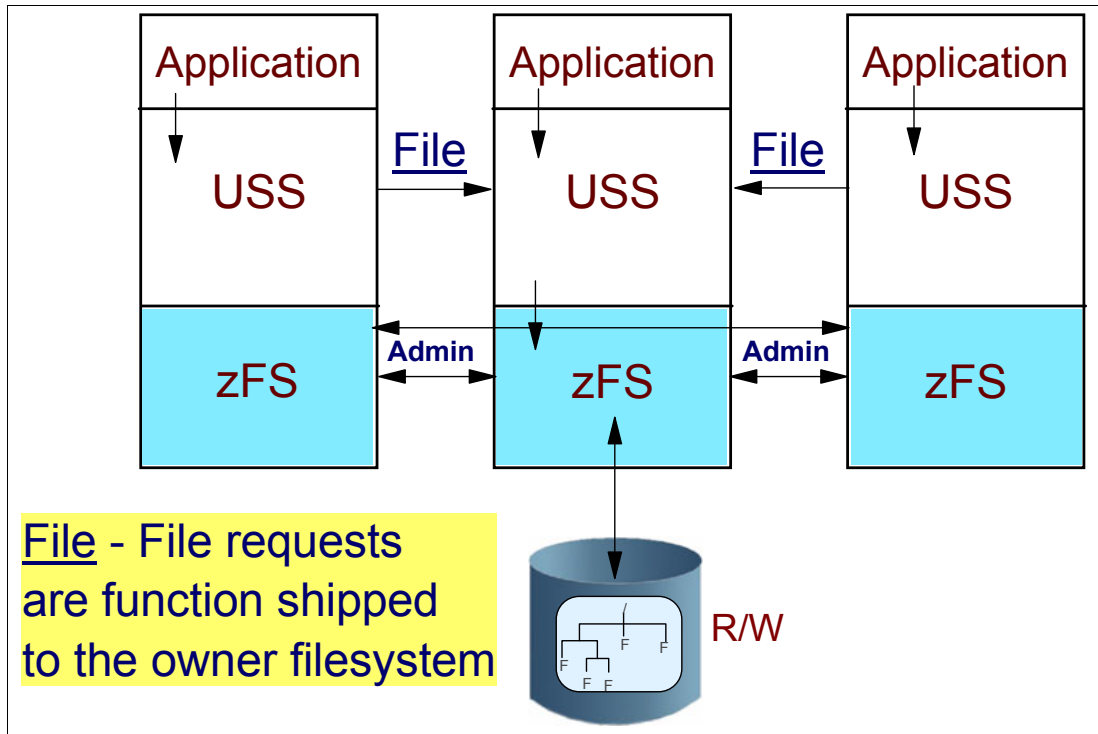 Application
Application
Application
File
File
USS
USS
USS
Admin
Admin
zFS
zFS
zFS
File - File requests
are function shipped
to the owner filesystem
R/W
/
F
F
F
F
F